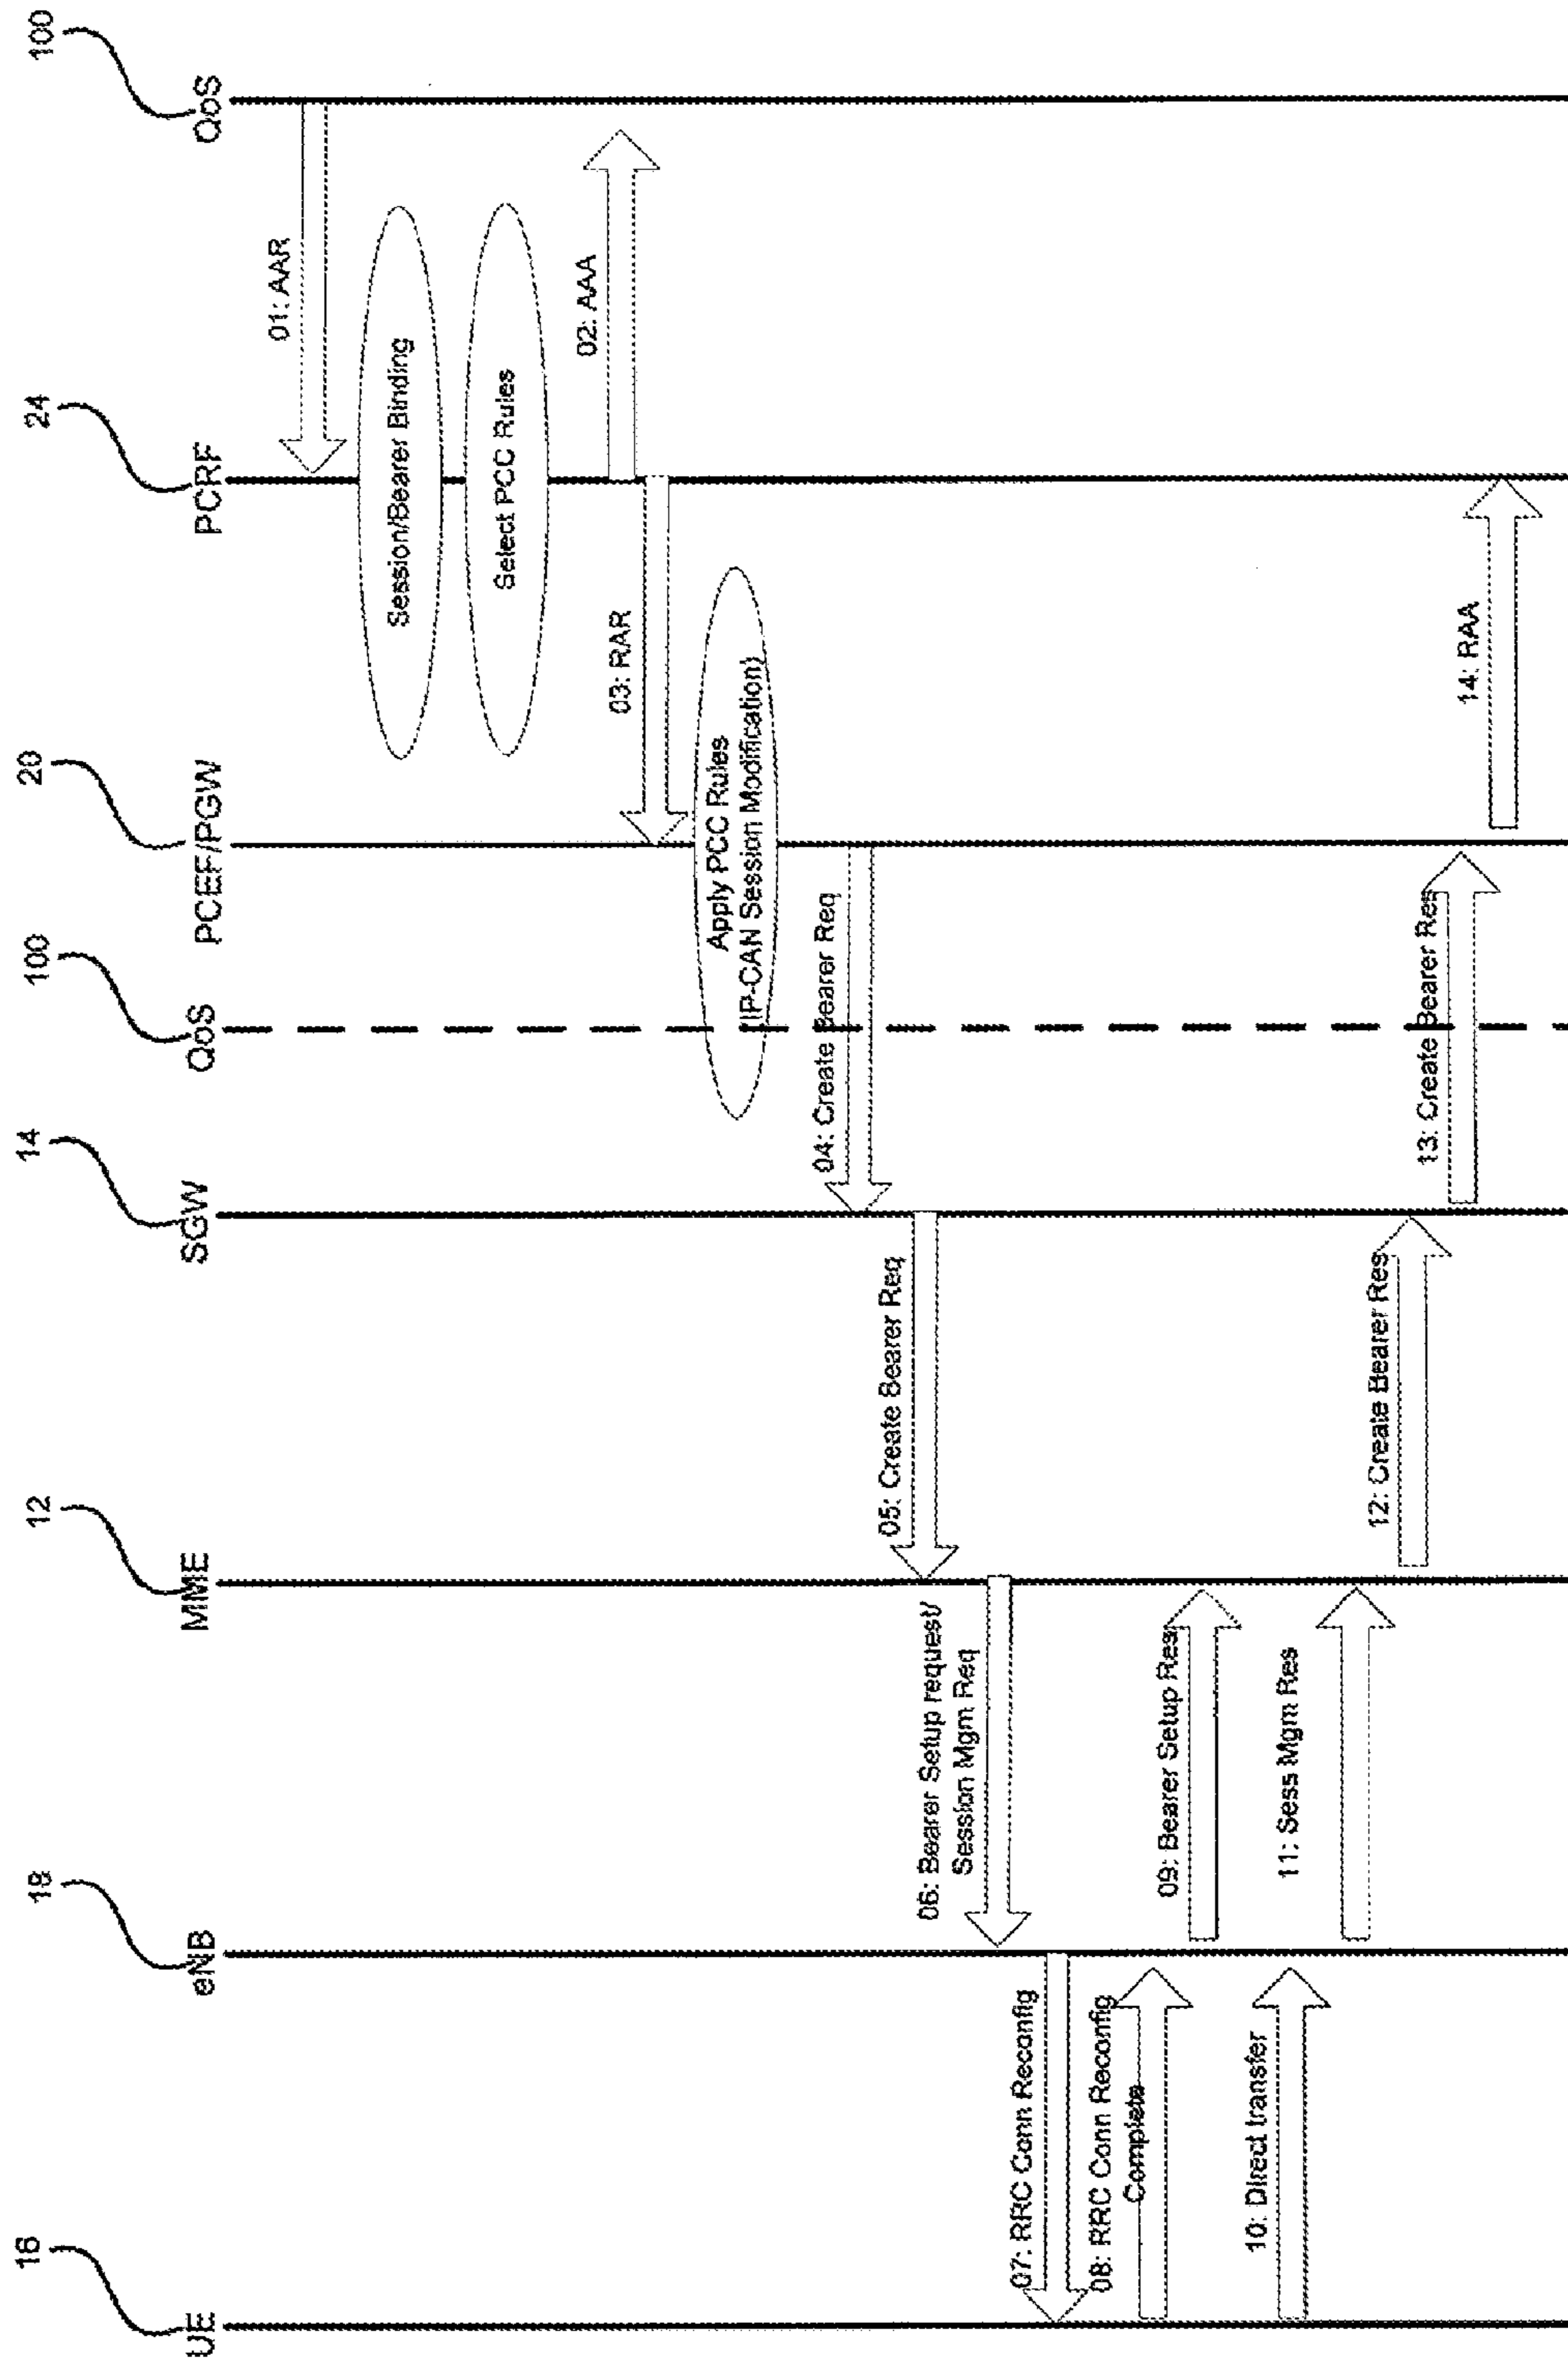 16
18
12
14
100
20
24
100
UE
eNB
MME
SGW
QoS
PCEF/PGW
PCRF
QoS
01: AAR
Session/Bearer Binding
Select PCC Rules
02: AAA
03: RAR
Apply PCC Rules
(IP-CAN Session Modification)
04: Create Bearer Req
05: Create Bearer Req
06: Bearer Setup request/
Session Mgm Req
07: RRC Conn Reconfig
08: RRC Conn Reconfig
Complete
09: Bearer Setup Res
10: Direct transfer
11: Sess Mgm Res
12: Create Bearer Res
13: Create Bearer Res
14: RAA